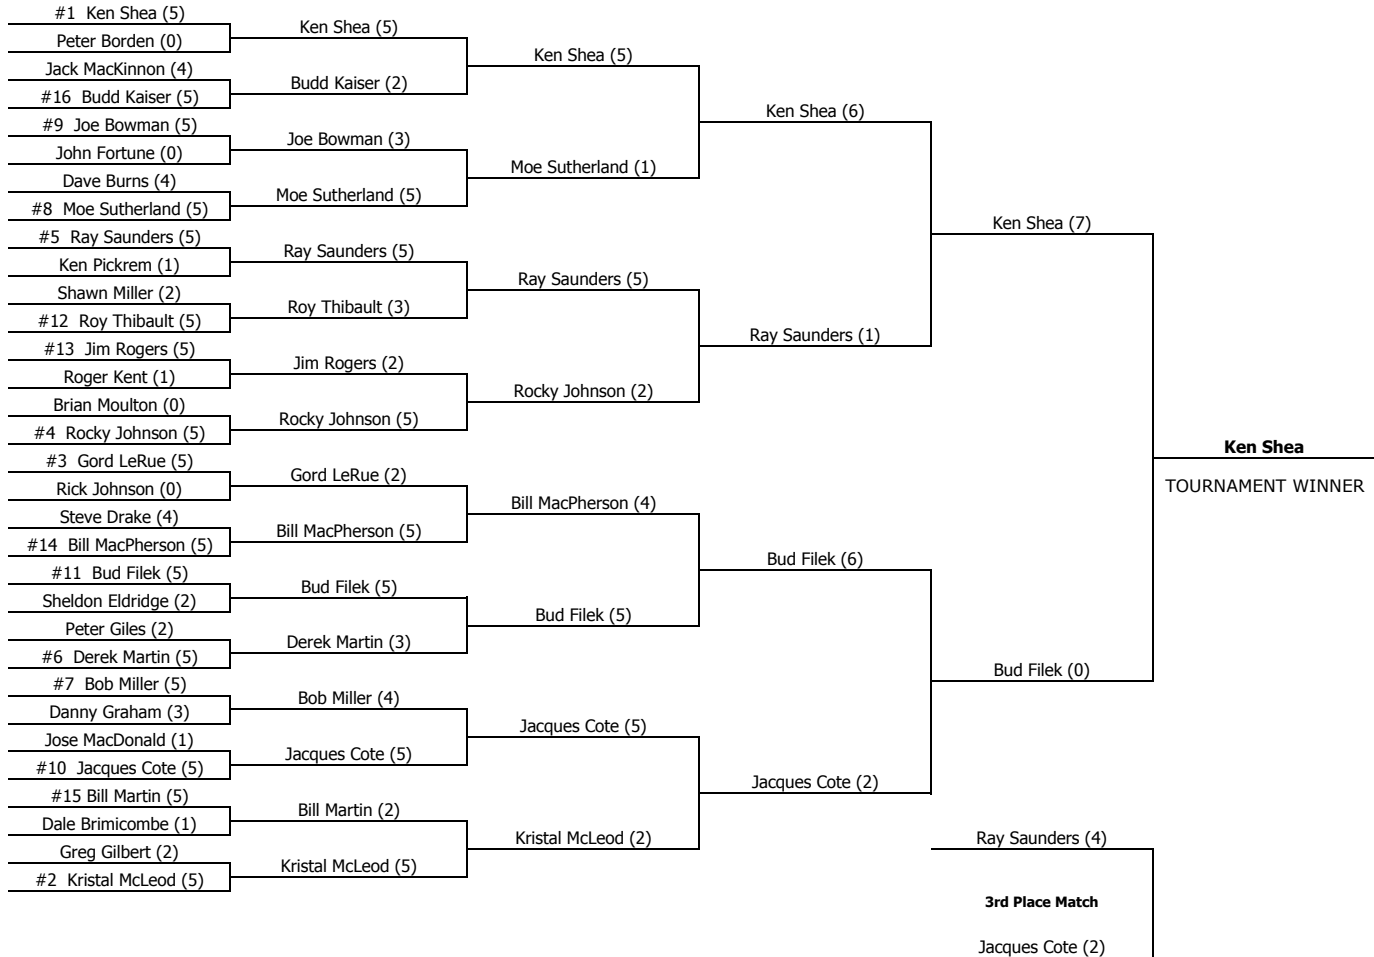 #1 Ken Shea (5)
Peter Borden (0)
Jack MacKinnon (4)
#16 Budd Kaiser (5)
#9 Joe Bowman (5)
John Fortune (0)
Dave Burns (4)
#8 Moe Sutherland (5)
#5 Ray Saunders (5)
Ken Pickrem (1)
Shawn Miller (2)
#12 Roy Thibault (5)
#13 Jim Rogers (5)
Roger Kent (1)
Brian Moulton (0)
#4 Rocky Johnson (5)
#3 Gord LeRue (5)
Rick Johnson (0)
Steve Drake (4)
#14 Bill MacPherson (5)
#11 Bud Filek (5)
Sheldon Eldridge (2)
Peter Giles (2)
#6 Derek Martin (5)
#7 Bob Miller (5)
Danny Graham (3)
Jose MacDonald (1)
#10 Jacques Cote (5)
#15 Bill Martin (5)
Dale Brimicombe (1)
Greg Gilbert (2)
#2 Kristal McLeod (5)
Ken Shea (5)
Budd Kaiser (2)
Joe Bowman (3)
Moe Sutherland (5)
Ray Saunders (5)
Roy Thibault (3)
Jim Rogers (2)
Rocky Johnson (5)
Gord LeRue (2)
Bill MacPherson (5)
Bud Filek (5)
Derek Martin (3)
Bob Miller (4)
Jacques Cote (5)
Bill Martin (2)
Kristal McLeod (5)
Ken Shea (5)
Moe Sutherland (1)
Ray Saunders (5)
Rocky Johnson (2)
Bill MacPherson (4)
Bud Filek (5)
Jacques Cote (5)
Kristal McLeod (2)
Ken Shea (6)
Ray Saunders (1)
Bud Filek (6)
Jacques Cote (2)
Ken Shea (7)
Bud Filek (0)
Ken Shea
TOURNAMENT WINNER
Ray Saunders (4)
3rd Place Match
Jacques Cote (2)